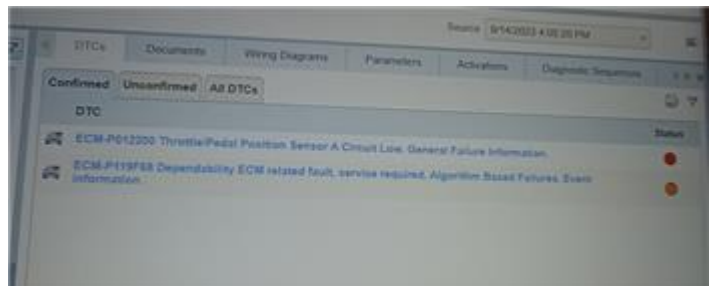 Source 9/14/2023 4:02:20 PM
DTCs Documents Wiring Diagrams Parameters Activations Diagnostic Sequences
Confirmed Unconfirmed All DTCs
DTC Status
ECM-P012200 Throttle/Pedal Position Sensor A Circuit Low. General Failure Information.
ECM-P119F68 Dependability ECM related fault, service required. Algorithm Based Failures. Event
Information